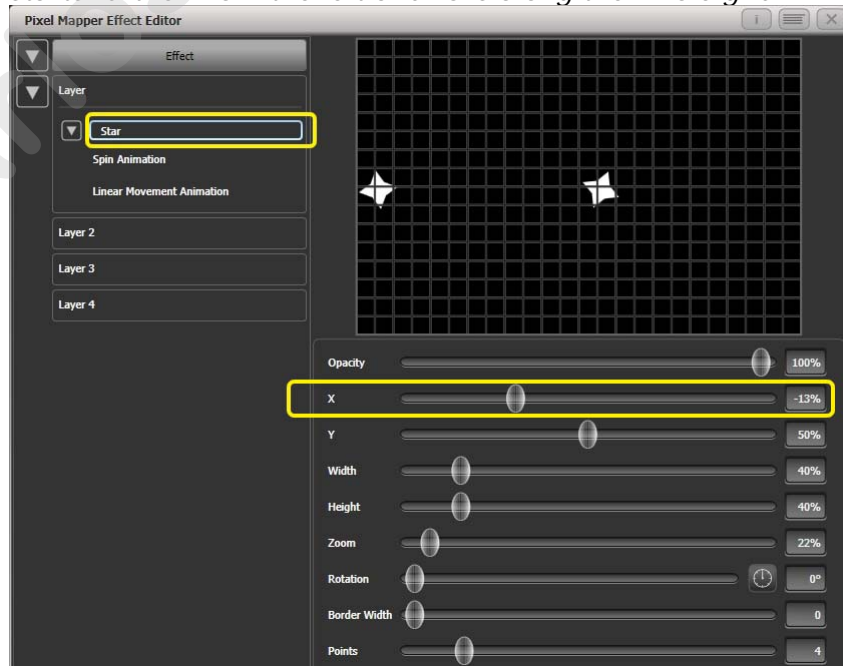 Pixel Mapper Effect Editor
Effect
Layer
Star
Spin Animation
Linear Movement Animation
Layer 2
Layer 3
Layer 4
Opacity 100%
X -13%
Y 50%
Width 40%
Height 40%
Zoom 22%
Rotation 0°
Border Width 0
Points 4